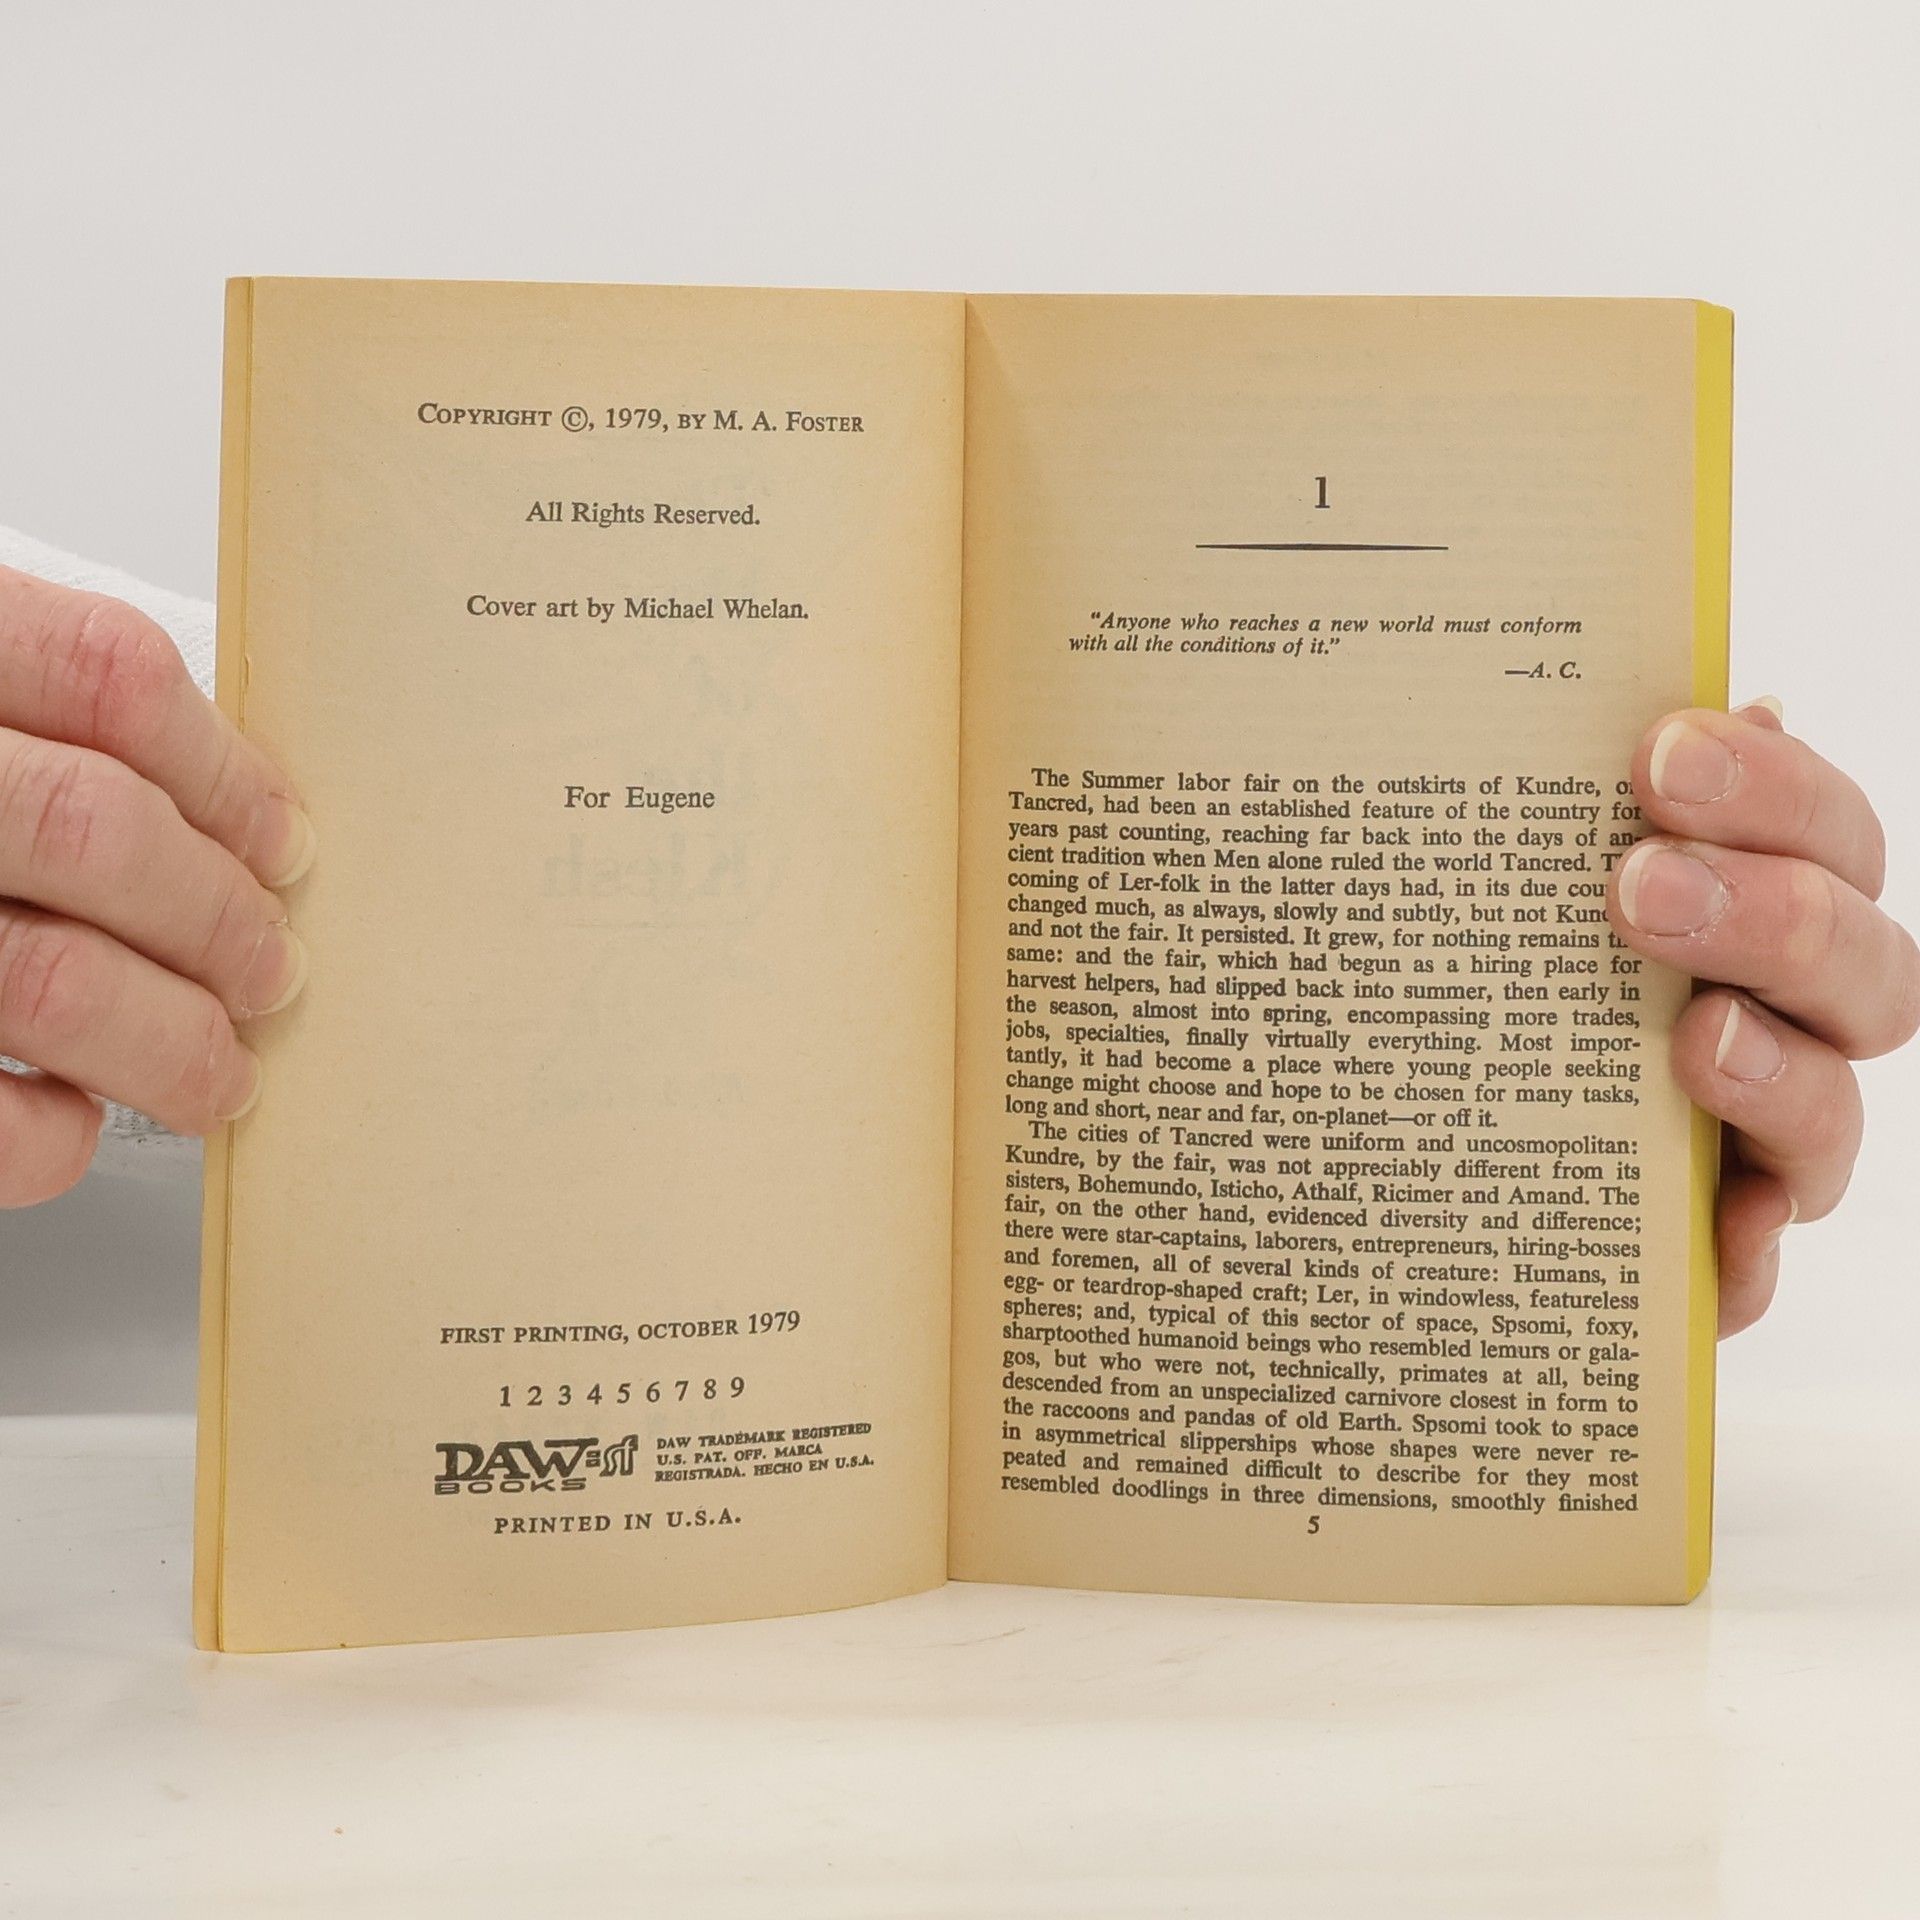 COPYRIGHT ©, 1979, BY M. A. FOSTER
All Rights Reserved.
Cover art by Michael Whelan.
For Eugene
FIRST PRINTING, OCTOBER 1979
1 2 3 4 5 6 7 8 9
DAW sf
BOOKS
DAW TRADEMARK REGISTERED
U.S. PAT. OFF. MARCA
REGISTRADA. HECHO EN U.S.A.
PRINTED IN U.S.A.
1
"Anyone who reaches a new world must conform
with all the conditions of it."
—A. C.
The Summer labor fair on the outskirts of Kundre,
Tancred, had been an established feature of the country for
years past counting, reaching far back into the days of an-
cient tradition when Men alone ruled the world Tancred.
coming of Ler-folk in the latter days had, in its due
changed much, as always, slowly and subtly, but not
and not the fair. It persisted. It grew, for nothing remains
same: and the fair, which had begun as a hiring place for
harvest helpers, had slipped back into summer, then early in
the season, almost into spring, encompassing more trades,
jobs, specialties, finally virtually everything. Most impor-
tantly, it had become a place where young people seeking
change might choose and hope to be chosen for many tasks,
long and short, near and far, on-planet—or off it.
The cities of Tancred were uniform and uncosmopolitan:
Kundre, by the fair, was not appreciably different from its
sisters, Bohemundo, Isticho, Athalf, Ricimer and Amand. The
fair, on the other hand, evidenced diversity and difference;
there were star-captains, laborers, entrepreneurs, hiring-bosses
and foremen, all of several kinds of creature: Humans, in
egg- or teardrop-shaped craft; Ler, in windowless, featureless
spheres; and, typical of this sector of space, Spsomi, foxy,
sharptoothed humanoid beings who resembled lemurs or gala-
gos, but who were not, technically, primates at all, being
descended from an unspecialized carnivore closest in form to
the raccoons and pandas of old Earth. Spsomi took to space
in asymmetrical slipperships whose shapes were never re-
peated and remained difficult to describe for they most
resembled doodlings in three dimensions, smoothly finished
5